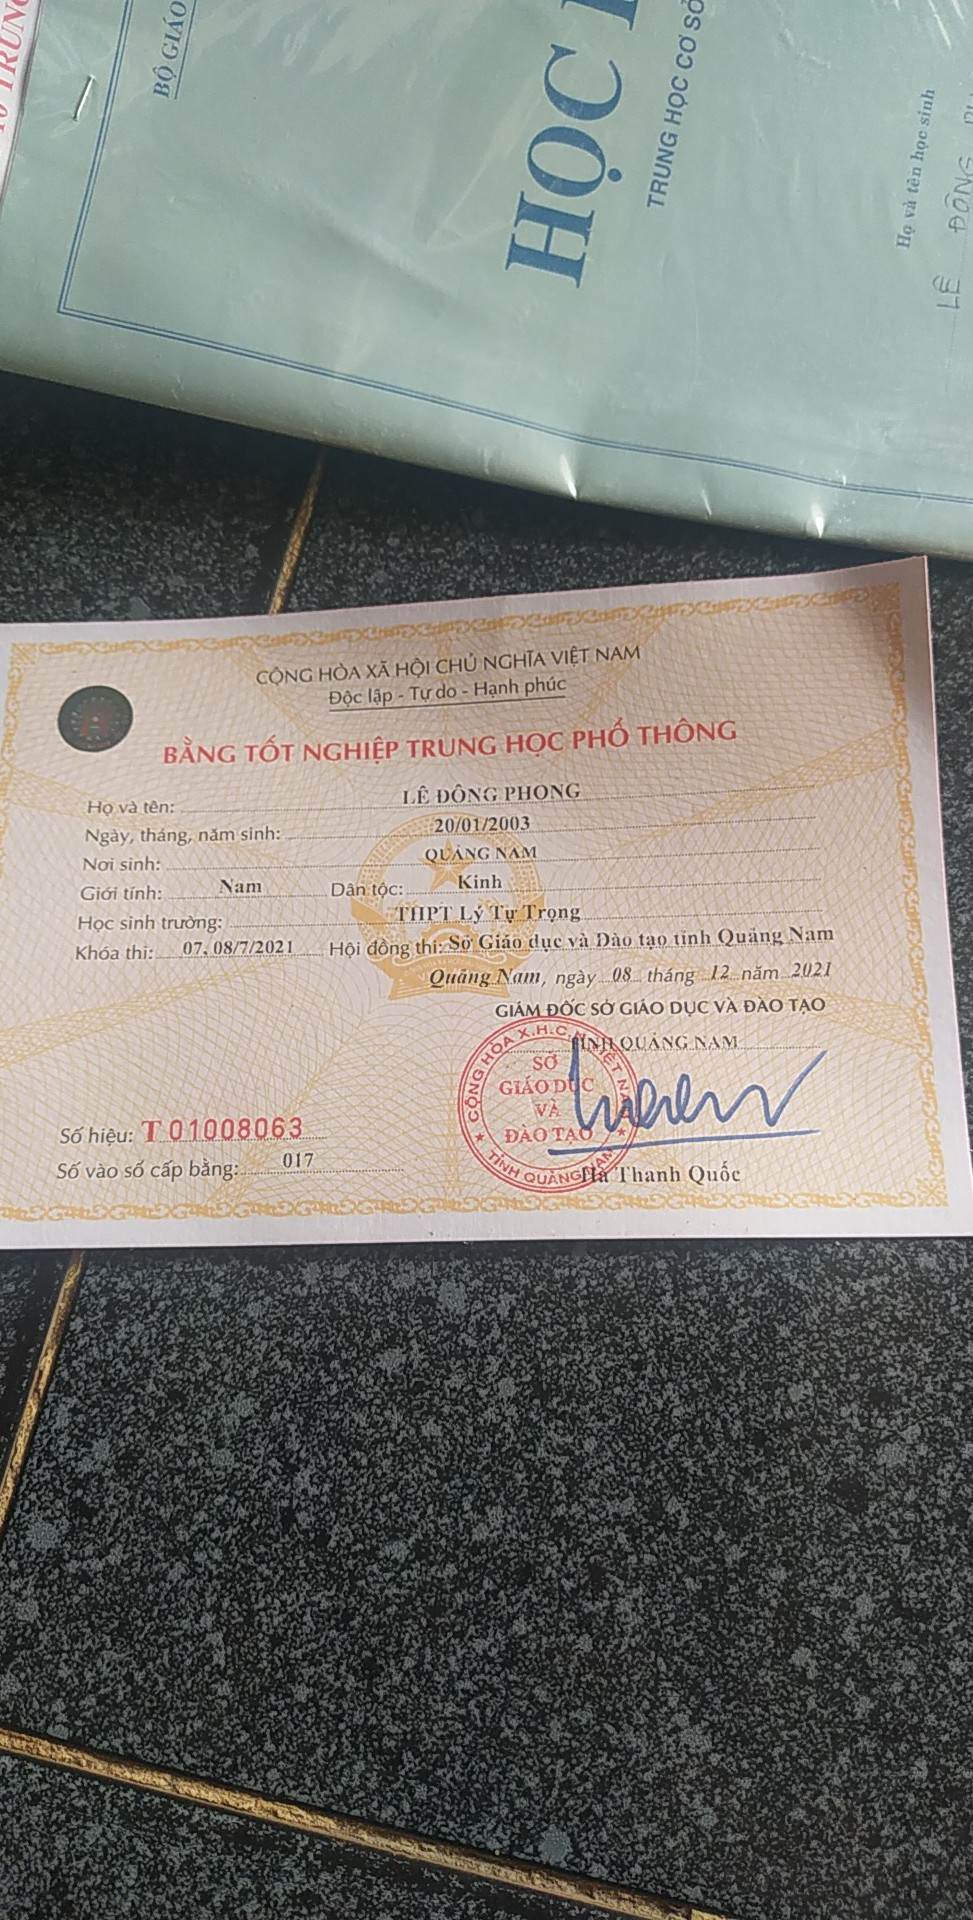 BỘ GIÁO
HỌC
TRUNG HỌC CƠ SỞ
Họ và tên học sinh
LÊ ĐÔNG
CỘNG HÒA XÃ HỘI CHỦ NGHĨA VIỆT NAM
Độc lập - Tự do - Hạnh phúc
BẰNG TỐT NGHIỆP TRUNG HỌC PHỔ THÔNG
Họ và tên: LÊ ĐÔNG PHONG
Ngày, tháng, năm sinh: 20/01/2003
Nơi sinh: QUẢNG NAM
Giới tính: Nam Dân tộc: Kinh
Học sinh trường: THPT Lý Tự Trọng
Khóa thi: 07, 08/7/2021 Hội đồng thi: Sở Giáo dục và Đào tạo tỉnh Quảng Nam
Quảng Nam, ngày 08 tháng 12 năm 2021
GIÁM ĐỐC SỞ GIÁO DỤC VÀ ĐÀO TẠO
TỈNH QUẢNG NAM
CỘNG HÒA X.H.C.N VIỆT NAM
SỞ
GIÁO DỤC
VÀ
ĐÀO TẠO
TỈNH QUẢNG NAM
Hà Thanh Quốc
Số hiệu: T 01008063
Số vào sổ cấp bằng: 017